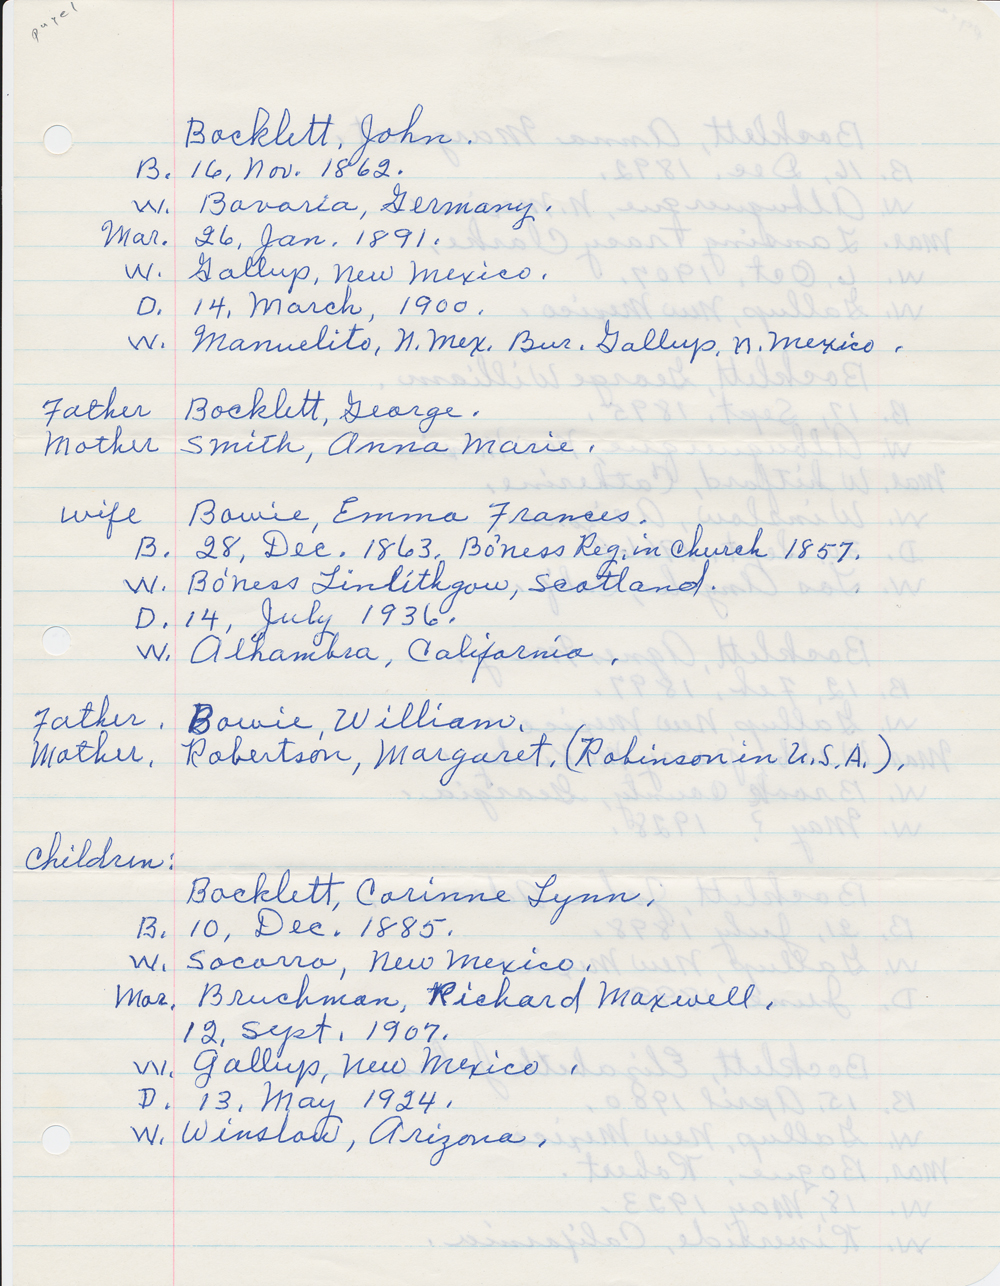 Bocklett, John.
B. 16, Nov. 1862.
W. Bavaria, Germany.
Mar. 26, Jan. 1891.
W. Gallup, New Mexico.
D. 14, March, 1900.
W. Manuelito, N. Mex. Bur. Gallup, N. Mexico.
Father Bocklett, George.
Mother Smith, Anna Marie.
Wife Bowie, Emma Frances.
B. 28, Dec. 1863. Bo'ness Reg. in Church 1857.
W. Bo'ness Linlithgow, Scotland.
D. 14, July 1936.
W. Alhambra, California.
Father. Bowie, William.
Mother. Robertson, Margaret. (Robinson in U.S.A.).
Children:
Bocklett, Corinne Lynn.
B. 10, Dec. 1885.
W. Socorro, New Mexico.
Mar. Bruchman, Richard Maxwell.
12, Sept. 1907.
W. Gallup, New Mexico.
D. 13, May 1924.
W. Winslow, Arizona.